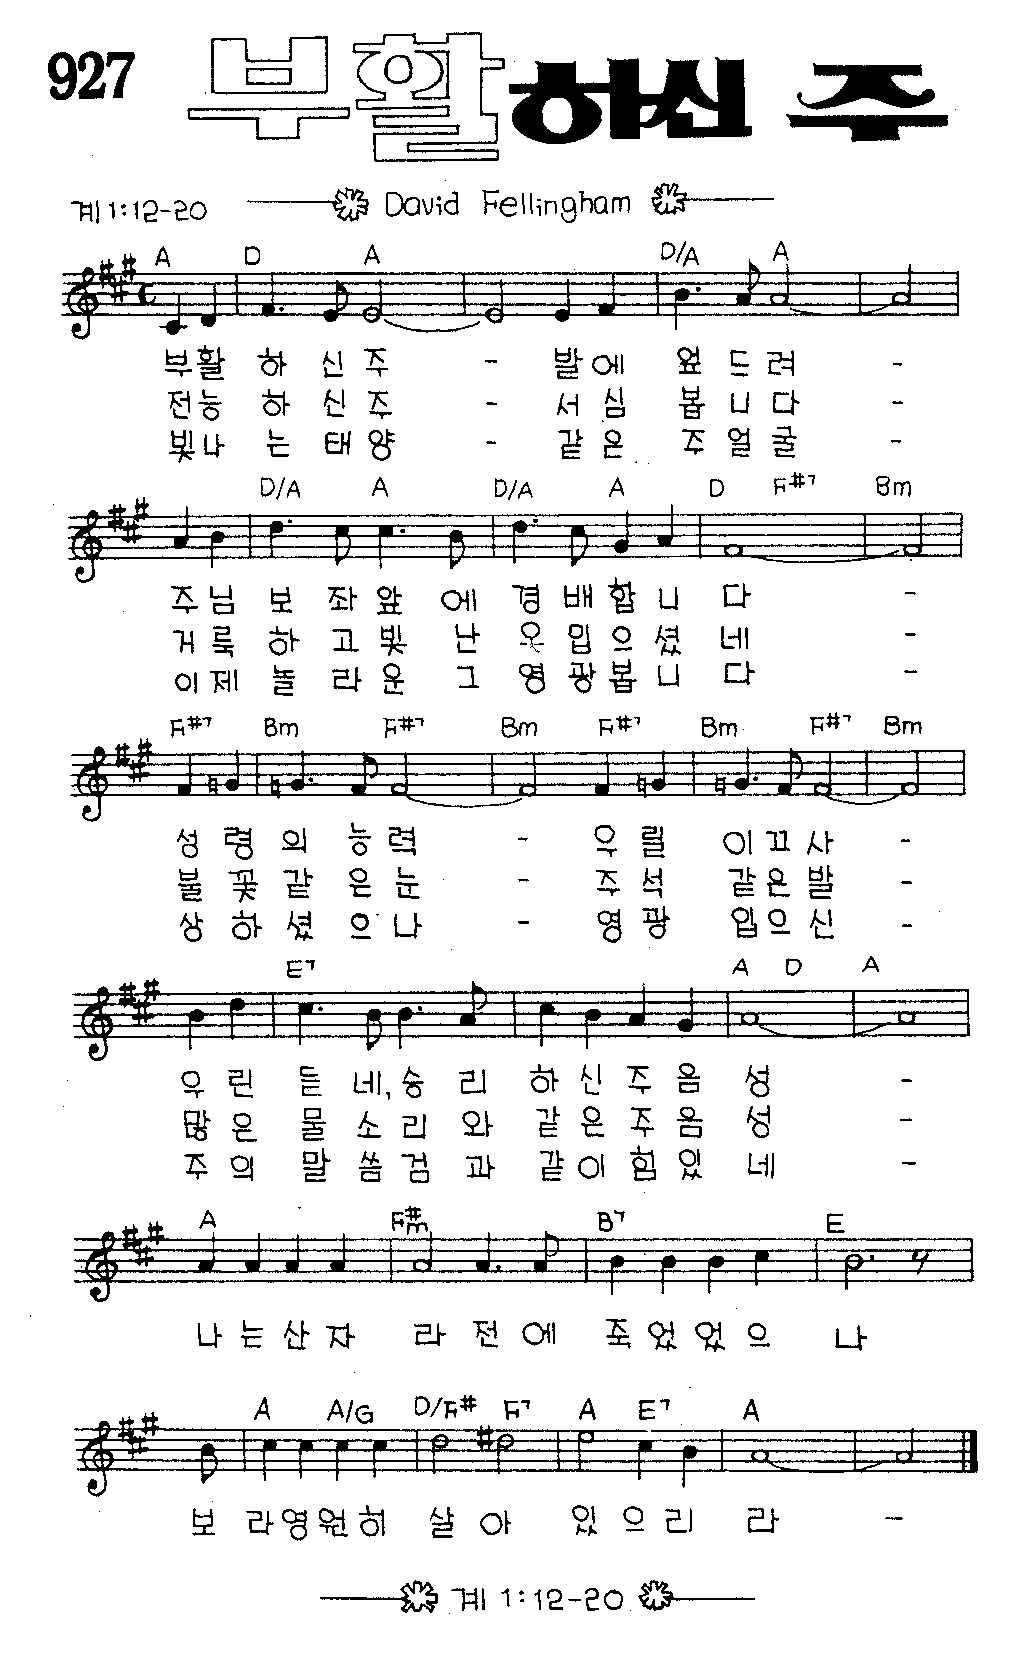 927
부활하신 주
계 1:12-20
David Fellingham
A D A D/A A
부활 하 신 주 - 발에 엎 드 려 -
전능 하 신 주 - 서 심 봅 니 다 -
빛나 는 태 양 - 같 은 주 얼 굴 -
D/A A D/A A D F#7 Bm
주님 보 좌 앞 에 경 배 합 니 다 -
거룩 하 고 빛 난 옷 입 으 셨 네 -
이제 놀 라 운 그 영 광 봅 니 다 -
F#7 Bm F#7 Bm F#7 Bm F#7 Bm
성 령 의 능 력 - 우 릴 이 끄 사 -
불 꽃 같 은 눈 - 주 석 같 은 발 -
상 하 셨 으 나 - 영 광 입 으 신 -
E7 A D A
우 린 듣 네, 승 리 하 신 주 음 성 -
많 은 물 소 리 와 같 은 주 음 성 -
주 의 말 씀 검 과 같 이 힘 있 네 -
A F#m B7 E
나 는 산 자 라 전 에 죽 었 었 으 나
A A/G D/F# F7 A E7 A
보 라 영 원 히 살 아 있 으 리 라 -
계 1:12-20